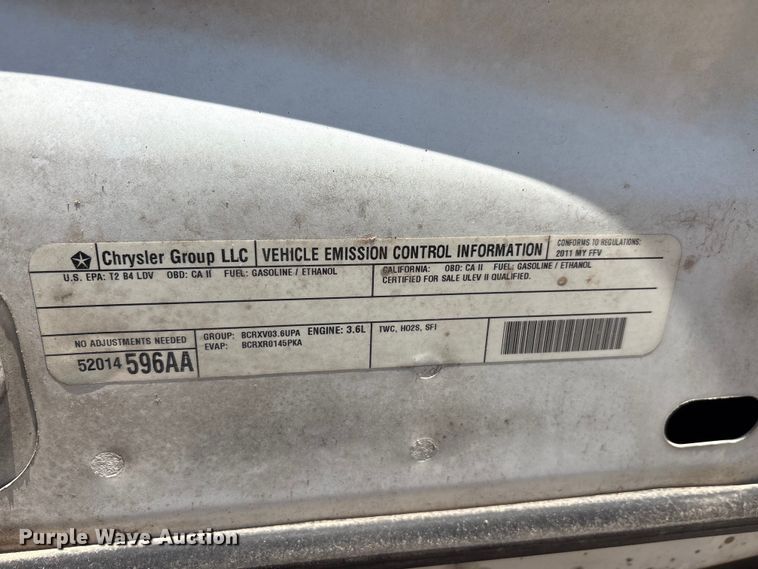 Chrysler Group LLC
VEHICLE EMISSION CONTROL INFORMATION
CONFORMS TO REGULATIONS:
2011 MY FFV
U.S. EPA: T2 B4 LDV OBD: CA II FUEL: GASOLINE / ETHANOL
CALIFORNIA: OBD: CA II FUEL: GASOLINE / ETHANOL
CERTIFIED FOR SALE ULEV II QUALIFIED.
NO ADJUSTMENTS NEEDED
52014 596AA
GROUP: BCRXV03.6UPA ENGINE: 3.6L
EVAP: BCRXR0145PKA
TWC, HO2S, SFI
Purple Wave Auction